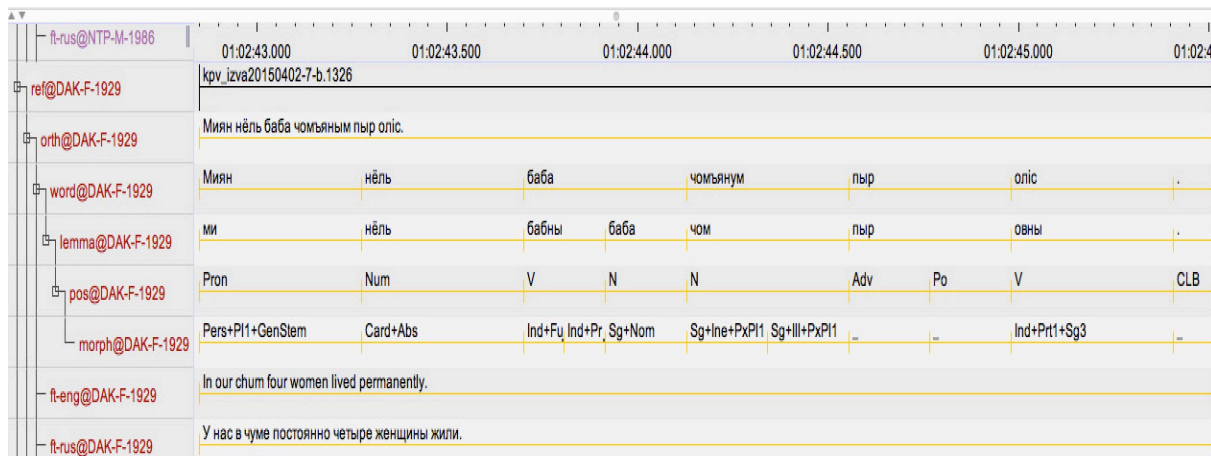 ft-rus@NTP-M-1986
01:02:43.000 01:02:43.500 01:02:44.000 01:02:44.500 01:02:45.000 01:02:4
ref@DAK-F-1929 kpv_izva20150402-7-b.1326
orth@DAK-F-1929 Миян нёль баба чомъяным пыр оліс.
word@DAK-F-1929 Миян нёль баба чомъянум пыр оліс .
lemma@DAK-F-1929 ми нёль бабны баба чом пыр овны .
pos@DAK-F-1929 Pron Num V N N Adv Po V CLB
morph@DAK-F-1929 Pers+Pl1+GenStem Card+Abs Ind+Fu Ind+Pr Sg+Nom Sg+Ine+PxPl1 Sg+Ill+PxPl1 _ _ Ind+Prt1+Sg3 _
ft-eng@DAK-F-1929 In our chum four women lived permanently.
ft-rus@DAK-F-1929 У нас в чуме постоянно четыре женщины жили.